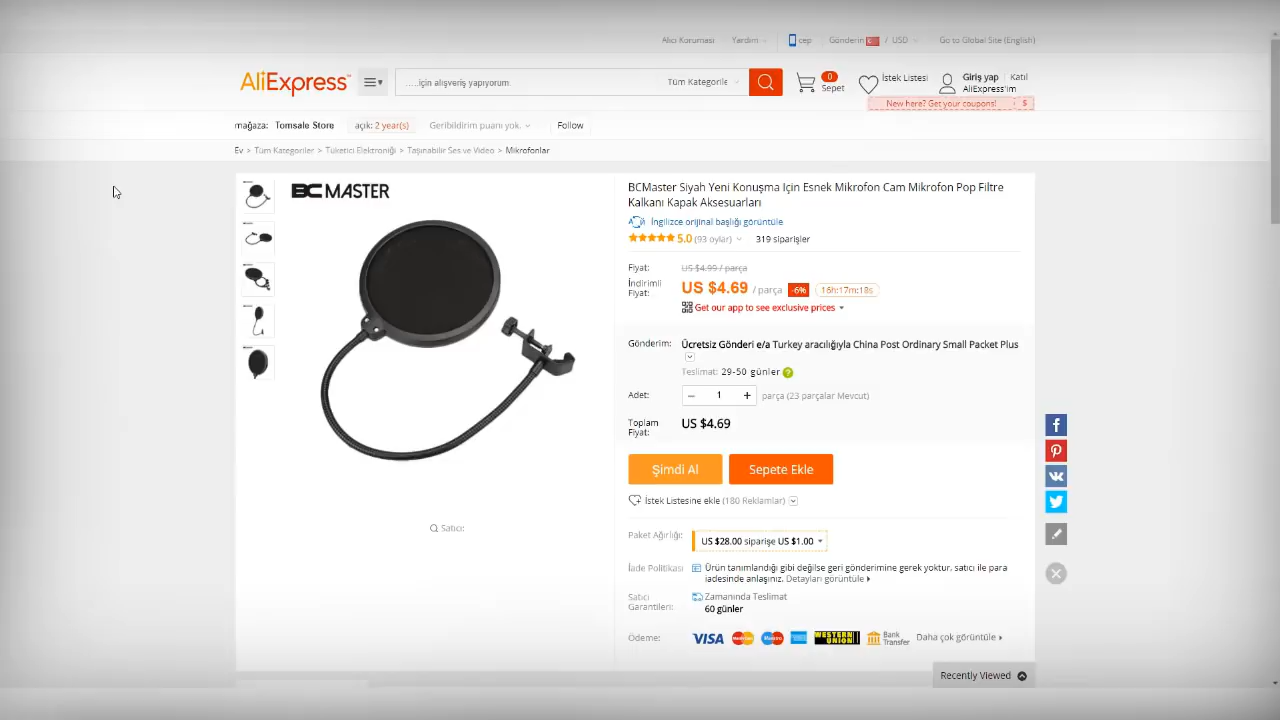 Alıcı Koruması Yardım cep Gönderin / USD Go to Global Site (English)
AliExpress™ .....için alışveriş yapıyorum Tüm Kategorile 0 Sepet İstek Listesi Giriş yap Katıl
AliExpress'im
New here? Get your coupons! $
mağaza: Tomsale Store açık: 2 year(s) Geribildirim puanı yok. Follow
Ev > Tüm Kategoriler > Tüketici Elektroniği > Taşınabilir Ses ve Video > Mikrofonlar
BC MASTER
BCMaster Siyah Yeni Konuşma Için Esnek Mikrofon Cam Mikrofon Pop Filtre
Kalkanı Kapak Aksesuarları
İngilizce orijinal başlığı görüntüle
5.0 (93 oylar) 319 siparişler
Fiyat: US $4.99 / parça
İndirimli Fiyat: US $4.69 / parça -6% 16h:17m:18s
Get our app to see exclusive prices
Gönderim: Ücretsiz Gönderi e/a Turkey aracılığıyla China Post Ordinary Small Packet Plus
Teslimat: 29-50 günler
Adet: 1 parça (23 parçalar Mevcut)
Toplam Fiyat: US $4.69
Şimdi Al Sepete Ekle
İstek Listesine ekle (180 Reklamlar)
Satıcı:
Paket Ağırlığı: US $28.00 siparişe US $1.00
İade Politikası Ürün tanımlandığı gibi değilse geri gönderimine gerek yoktur, satıcı ile para
iadesinde anlaşınız. Detayları görüntüle
Satıcı Garantileri: Zamanında Teslimat
60 günler
Ödeme: VISA MasterCard Maestro WESTERN UNION Bank Transfer Daha çok görüntüle
Recently Viewed